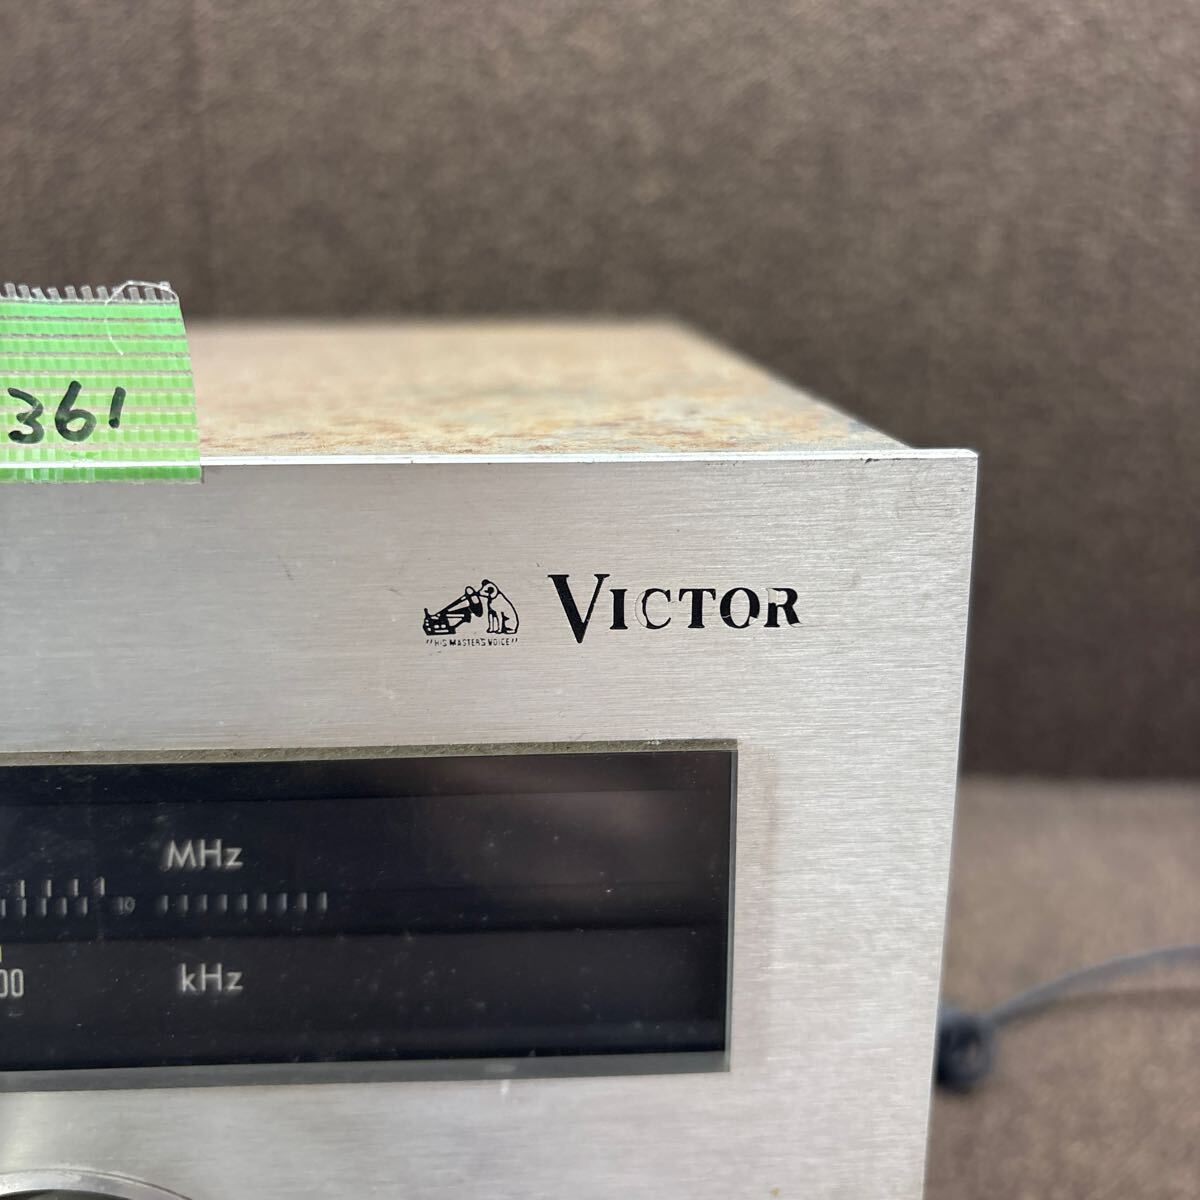 361
VICTOR
"HIS MASTER'S VOICE"
MHz
10
00
kHz